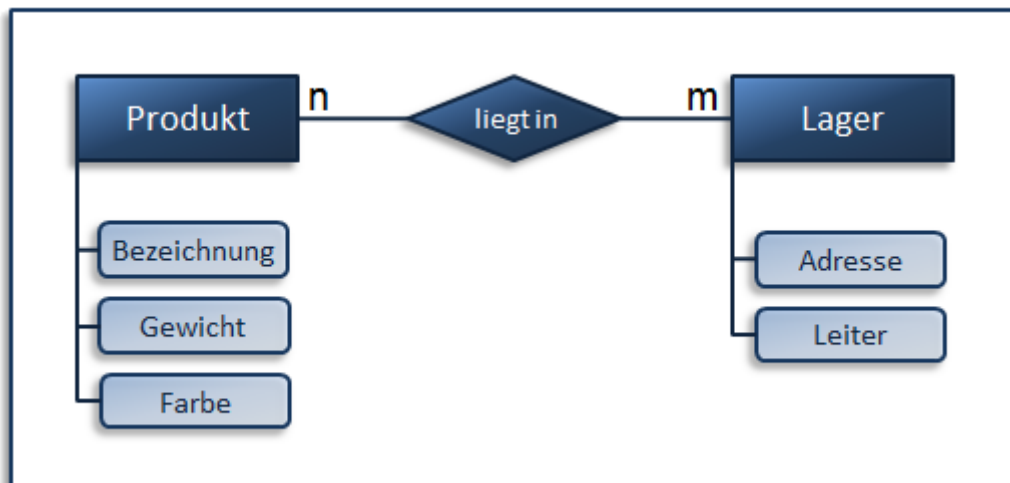 Produkt
n
liegt in
m
Lager
Bezeichnung
Gewicht
Farbe
Adresse
Leiter